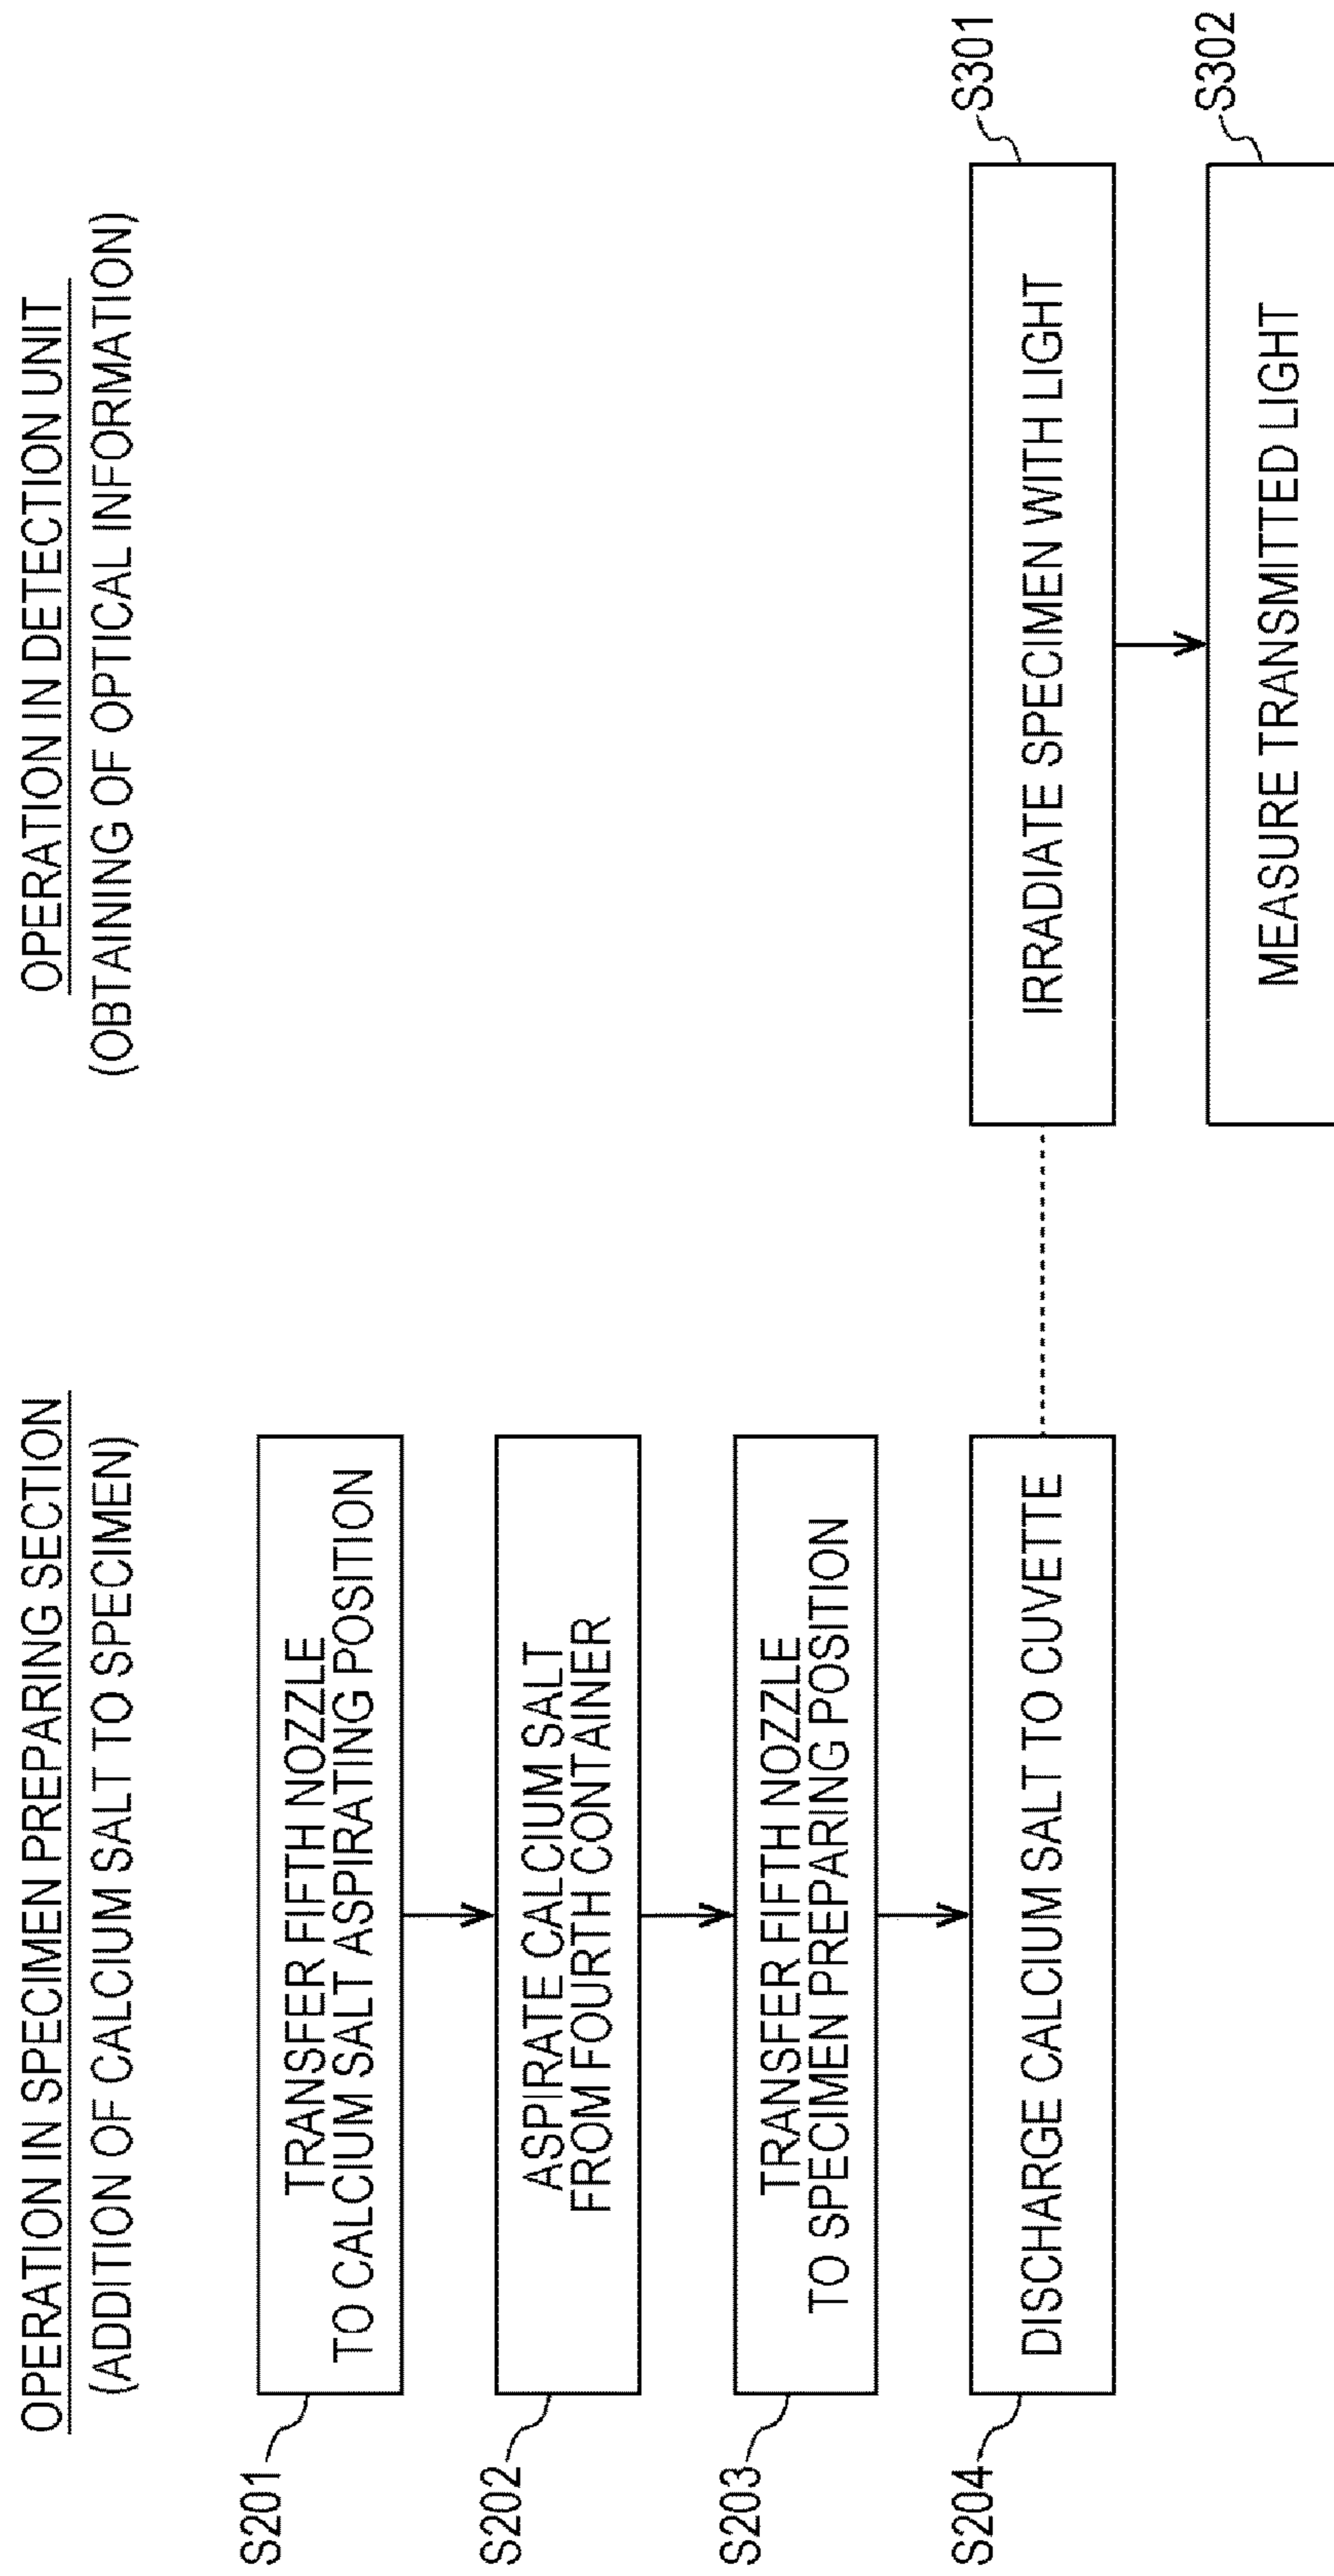 OPERATION IN SPECIMEN PREPARING SECTION
(ADDITION OF CALCIUM SALT TO SPECIMEN)
S201
TRANSFER FIFTH NOZZLE
TO CALCIUM SALT ASPIRATING POSITION
S202
ASPIRATE CALCIUM SALT
FROM FOURTH CONTAINER
S203
TRANSFER FIFTH NOZZLE
TO SPECIMEN PREPARING POSITION
S204
DISCHARGE CALCIUM SALT TO CUVETTE
OPERATION IN DETECTION UNIT
(OBTAINING OF OPTICAL INFORMATION)
S301
IRRADIATE SPECIMEN WITH LIGHT
S302
MEASURE TRANSMITTED LIGHT